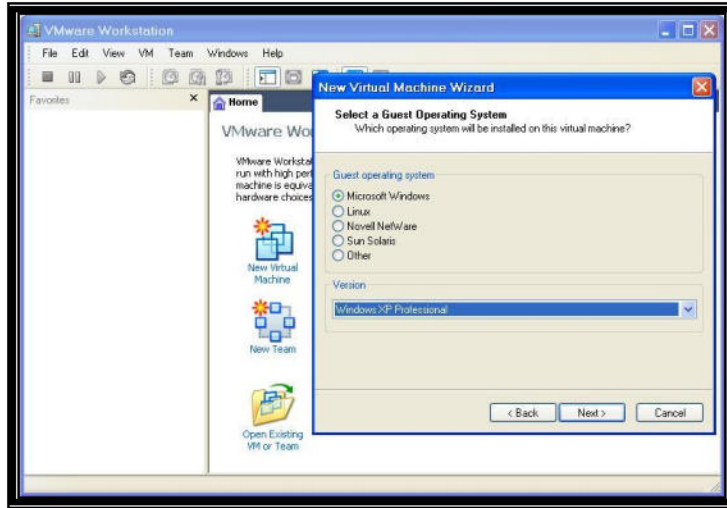 VMware Workstation
File Edit View VM Team Windows Help
Favorites
Home
VMware Wo
VMware Worksta
run with high perf
machine is equiva
hardware choices
New Virtual
Machine
New Team
Open Existing
VM or Team
New Virtual Machine Wizard
Select a Guest Operating System
Which operating system will be installed on this virtual machine?
Guest operating system
Microsoft Windows
Linux
Novell NetWare
Sun Solaris
Other
Version
Windows XP Professional
< Back Next > Cancel